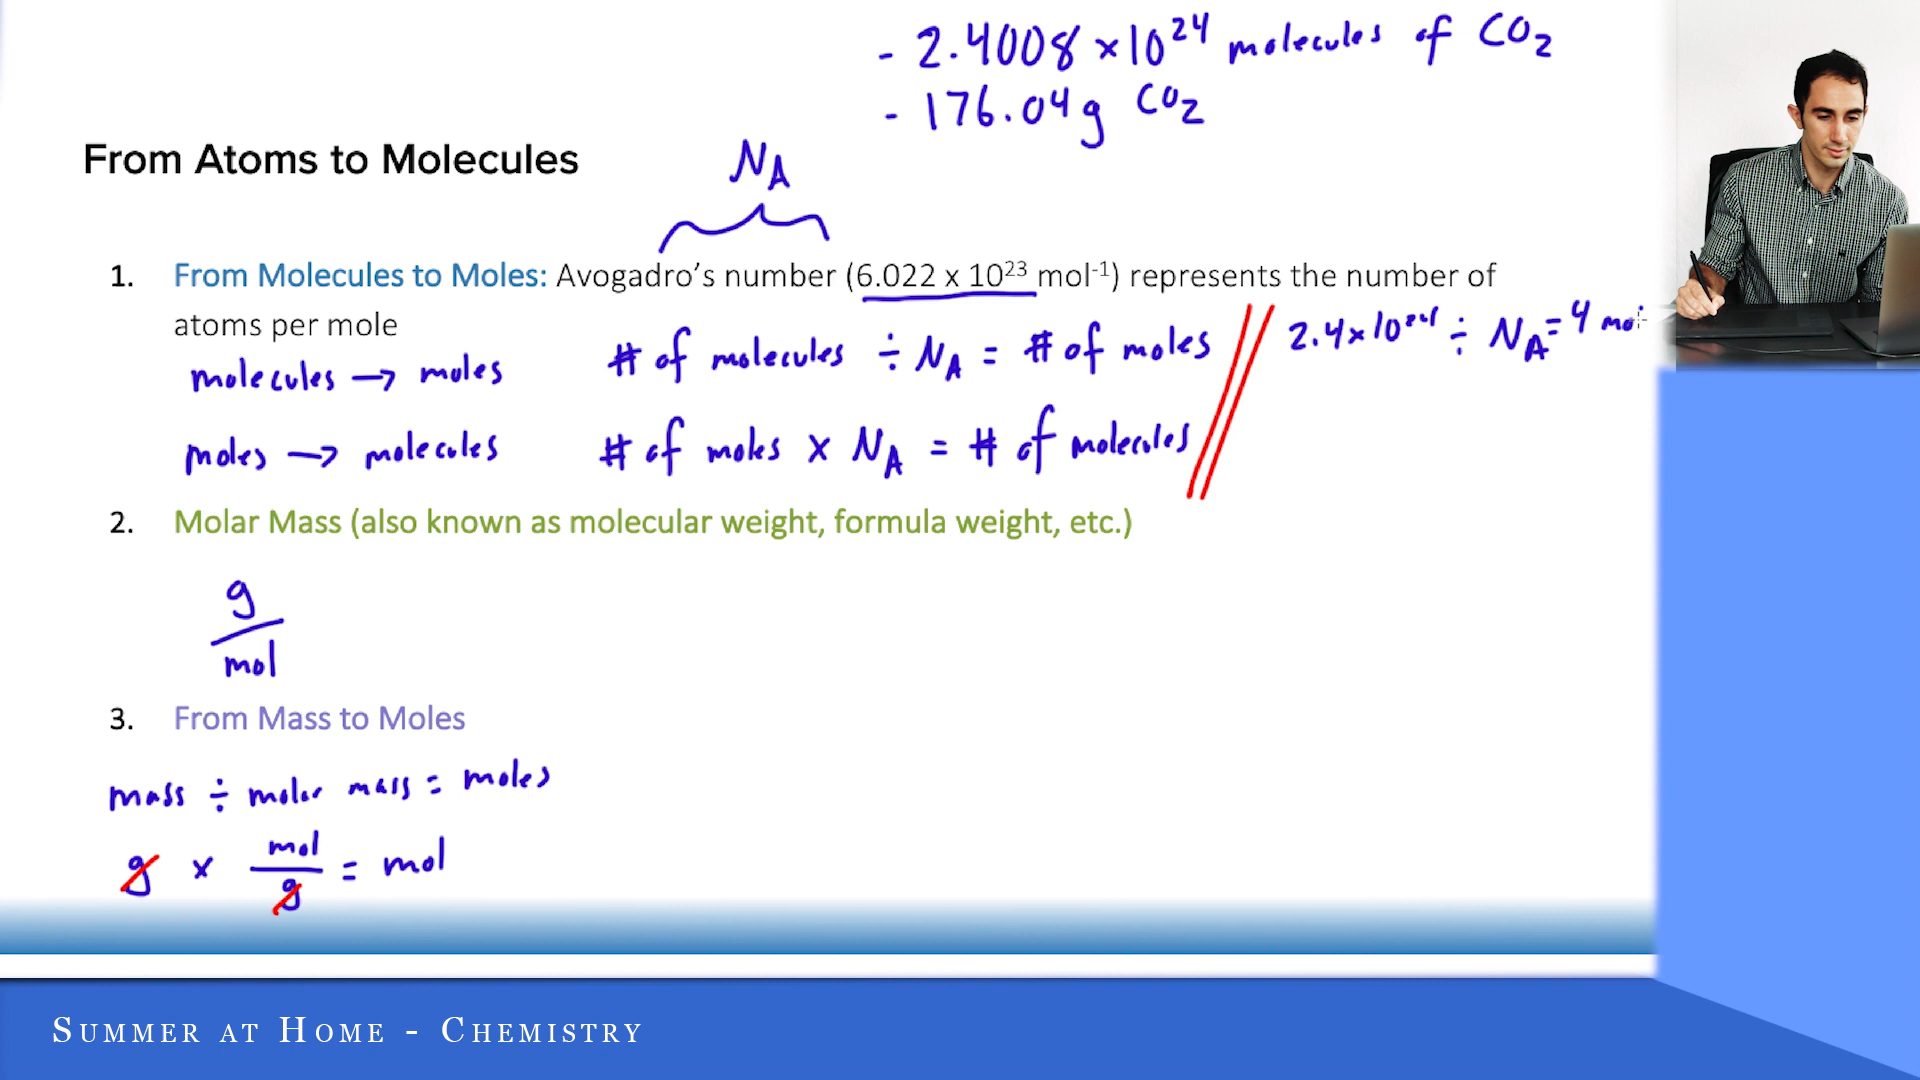 - 2.4008 ×10²⁴ molecules of CO₂
- 176.04g CO₂
From Atoms to Molecules
N_A
1. From Molecules to Moles: Avogadro’s number (6.022 x 10²³ mol⁻¹) represents the number of
atoms per mole
molecules → moles
# of molecules ÷ N_A = # of moles
2.4×10²⁴ ÷ N_A = 4 mol
moles → molecules
# of moles x N_A = # of molecules
2. Molar Mass (also known as molecular weight, formula weight, etc.)
g
mol
3. From Mass to Moles
mass ÷ molar mass = moles
g x mol/g = mol
SUMMER AT HOME - CHEMISTRY